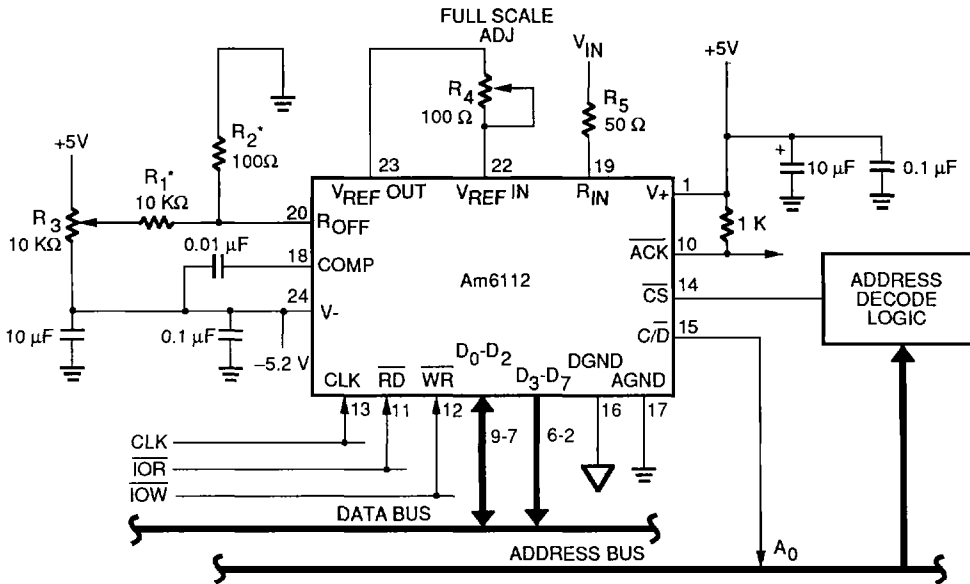 FULL SCALE
ADJ
V_IN
+5V
R_4
100 Ω
R_5
50 Ω
R_2*
100Ω
+5V
R_1*
10 KΩ
R_3
10 KΩ
23
22
19
V_REF OUT
V_REF IN
R_IN
V+
1
10 µF
+
0.1 µF
20
R_OFF
1 K
0.01 µF
18
COMP
ACK
10
Am6112
CS
14
ADDRESS
DECODE
LOGIC
24
V-
C/D
15
10 µF
0.1 µF
−5.2 V
D_0-D_2
D_3-D_7
DGND
AGND
CLK
RD
WR
13
11
12
9-7
6-2
16
17
CLK
IOR
IOW
DATA BUS
A_0
ADDRESS BUS